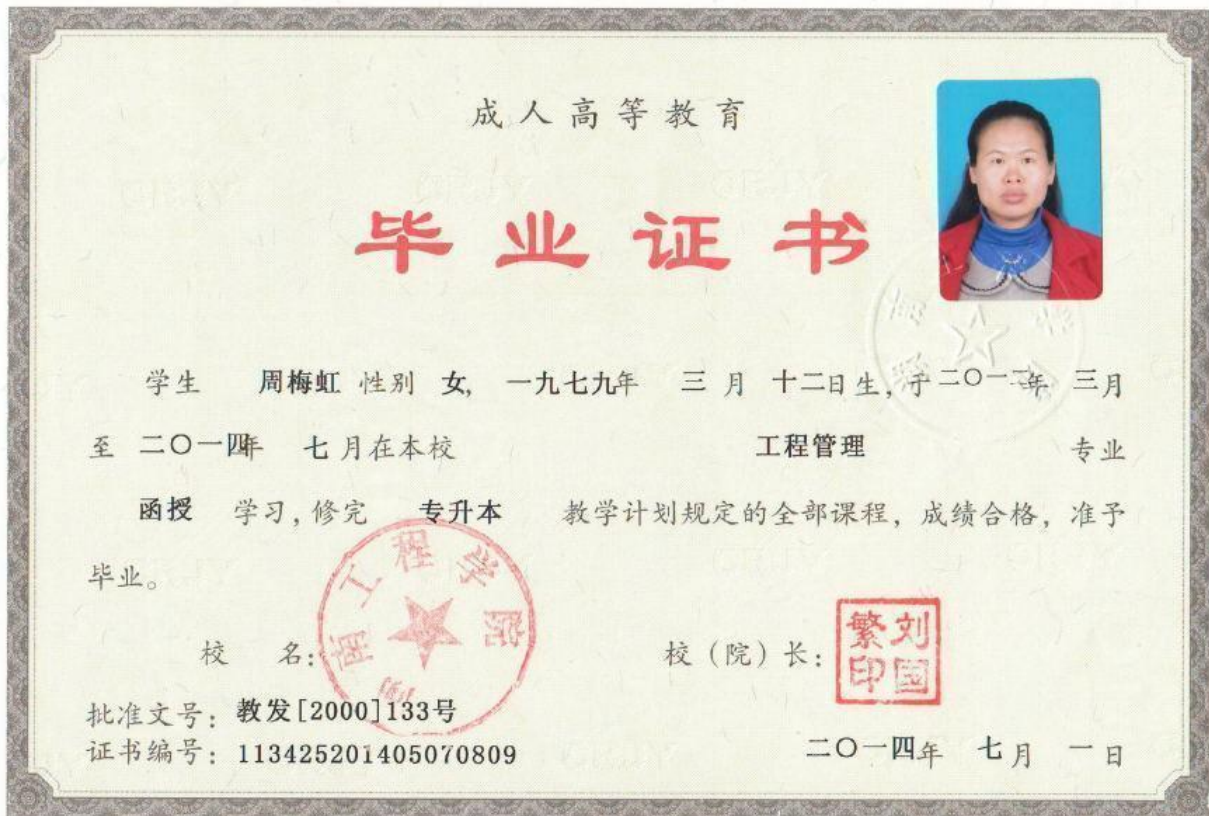 成人高等教育
毕业证书
学生 周梅虹 性别 女, 一九七九年 三月 十二日生, 于二〇一二年 三月
至 二〇一四年 七月在本校 工程管理 专业
函授 学习, 修完 专升本 教学计划规定的全部课程, 成绩合格, 准予
毕业。
南工程学院
校 名:
校(院)长:
刘国繁印
批准文号: 教发[2000]133号
证书编号: 113425201405070809
二〇一四年 七月 一日